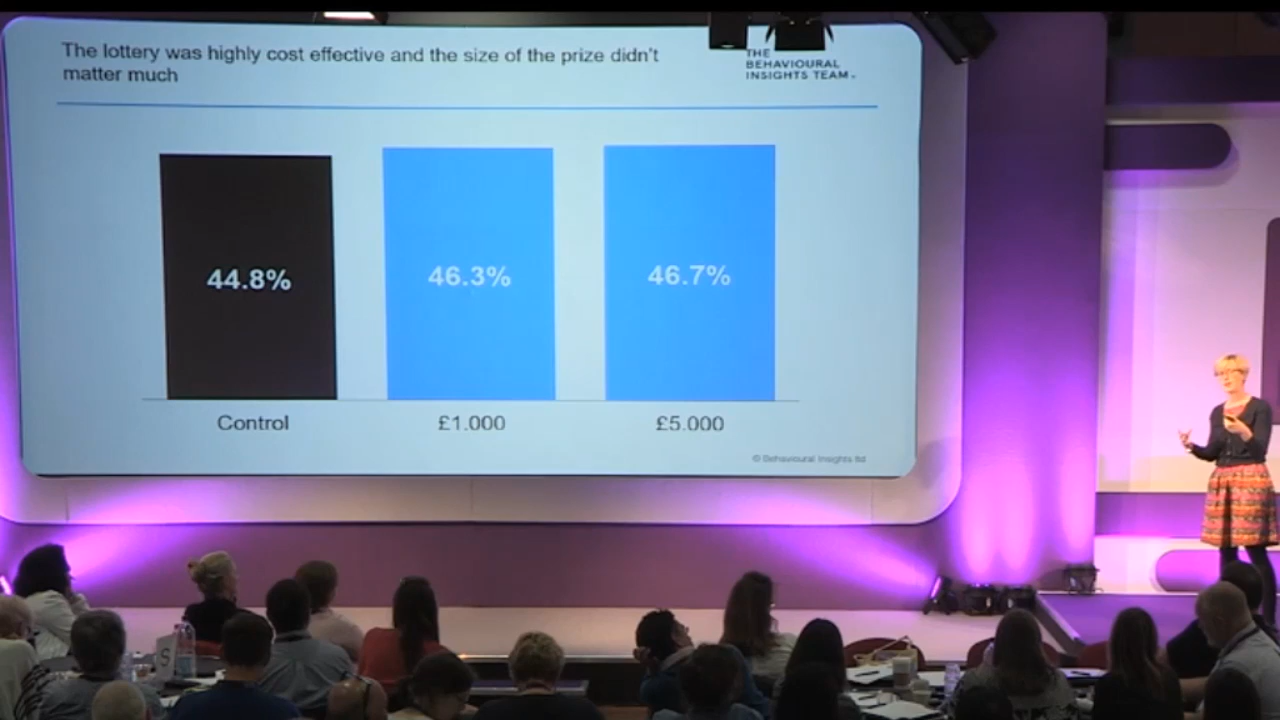 The lottery was highly cost effective and the size of the prize didn't
matter much
THE
BEHAVIOURAL
INSIGHTS TEAM.
44.8%
46.3%
46.7%
Control
£1.000
£5.000
© Behavioural Insights ltd
S